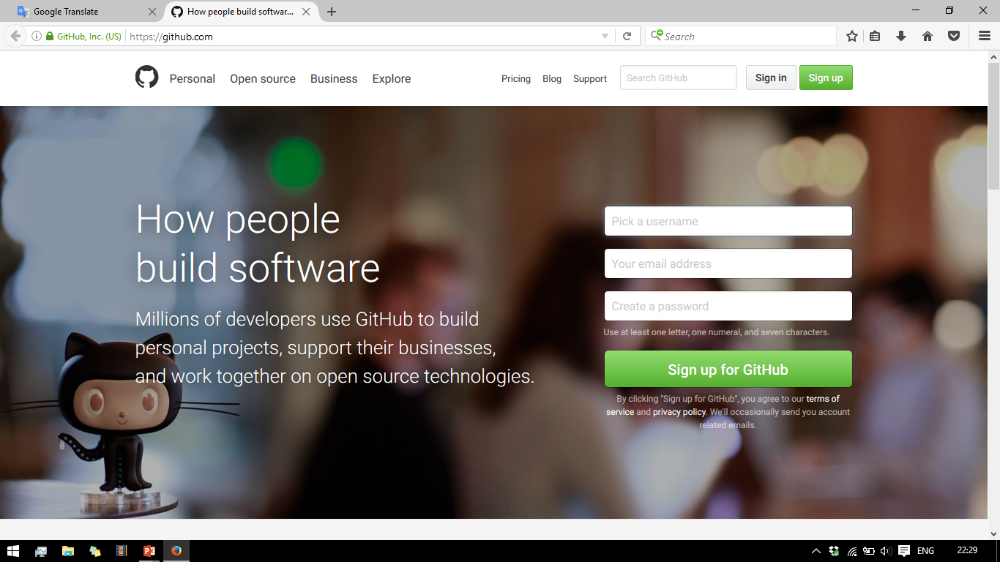 Google Translate
How people build softwar...
GitHub, Inc. (US)
https://github.com
Search
Personal
Open source
Business
Explore
Pricing
Blog
Support
Search GitHub
Sign in
Sign up
How people
build software
Millions of developers use GitHub to build
personal projects, support their businesses,
and work together on open source technologies.
Pick a username
Your email address
Create a password
Use at least one letter, one numeral, and seven characters.
Sign up for GitHub
By clicking "Sign up for GitHub", you agree to our terms of
service and privacy policy. We'll occasionally send you account
related emails.
ENG
22:29